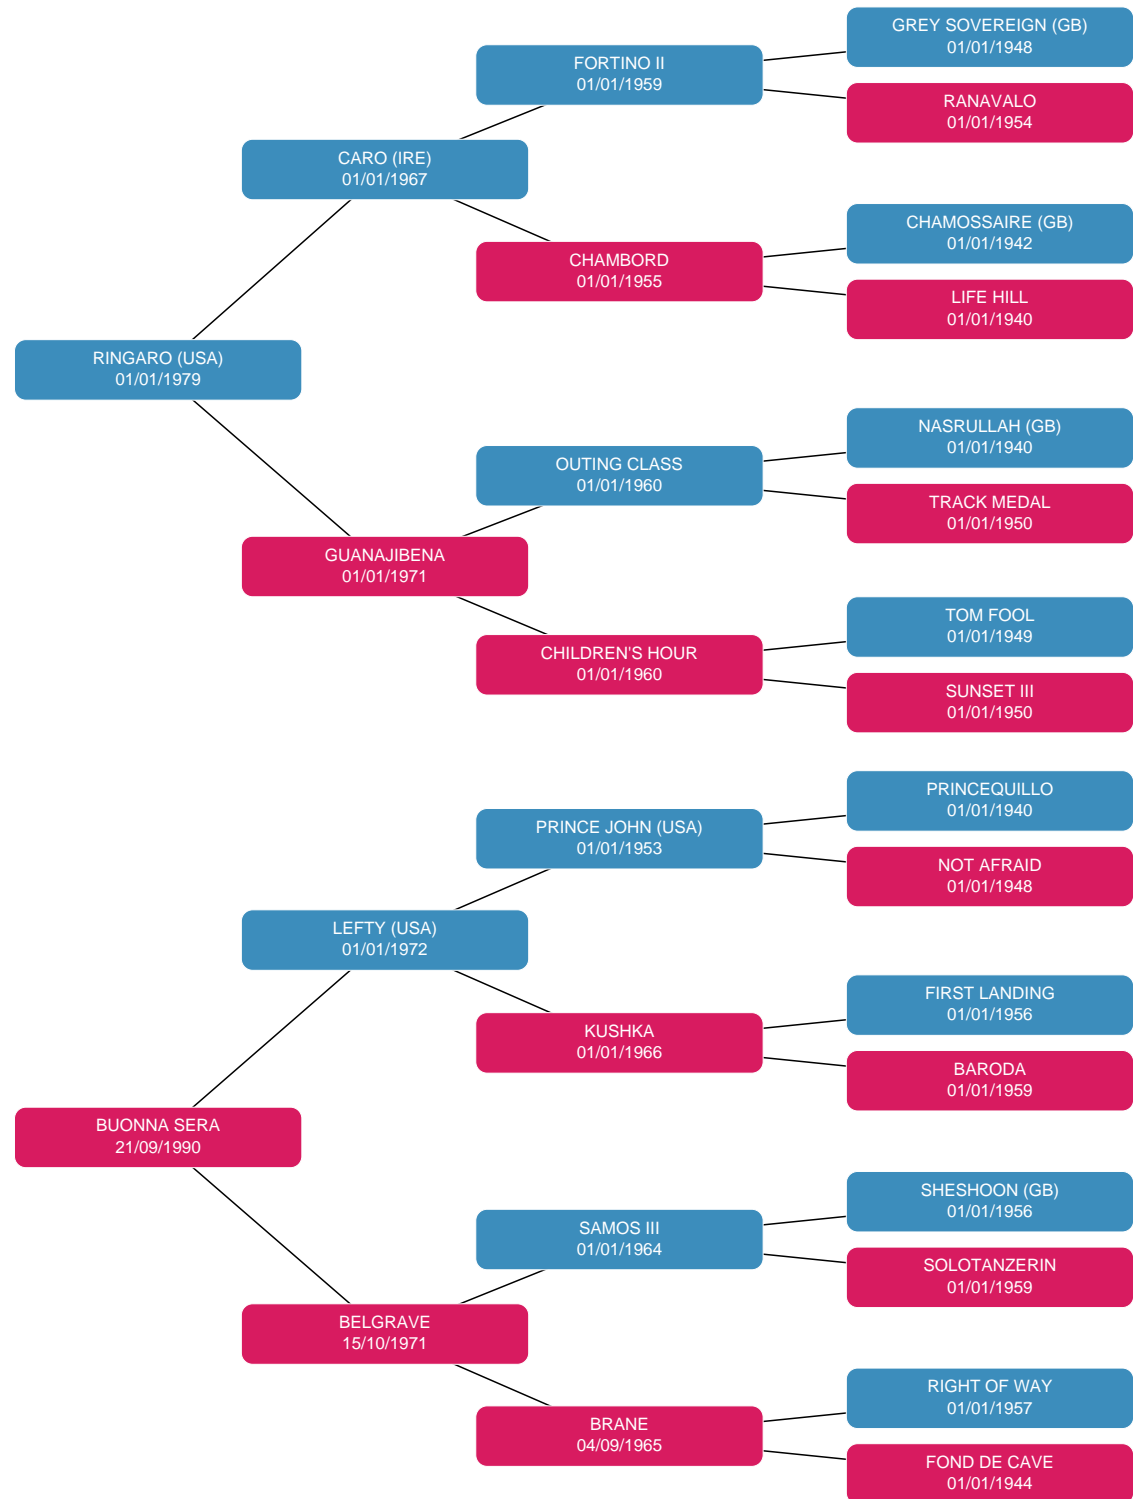 GREY SOVEREIGN (GB)
01/01/1948
FORTINO II
01/01/1959
RANAVALO
01/01/1954
CARO (IRE)
01/01/1967
CHAMOSSAIRE (GB)
01/01/1942
CHAMBORD
01/01/1955
LIFE HILL
01/01/1940
RINGARO (USA)
01/01/1979
NASRULLAH (GB)
01/01/1940
OUTING CLASS
01/01/1960
TRACK MEDAL
01/01/1950
GUANAJIBENA
01/01/1971
TOM FOOL
01/01/1949
CHILDREN'S HOUR
01/01/1960
SUNSET III
01/01/1950
PRINCEQUILLO
01/01/1940
PRINCE JOHN (USA)
01/01/1953
NOT AFRAID
01/01/1948
LEFTY (USA)
01/01/1972
FIRST LANDING
01/01/1956
KUSHKA
01/01/1966
BARODA
01/01/1959
BUONNA SERA
21/09/1990
SHESHOON (GB)
01/01/1956
SAMOS III
01/01/1964
SOLOTANZERIN
01/01/1959
BELGRAVE
15/10/1971
RIGHT OF WAY
01/01/1957
BRANE
04/09/1965
FOND DE CAVE
01/01/1944